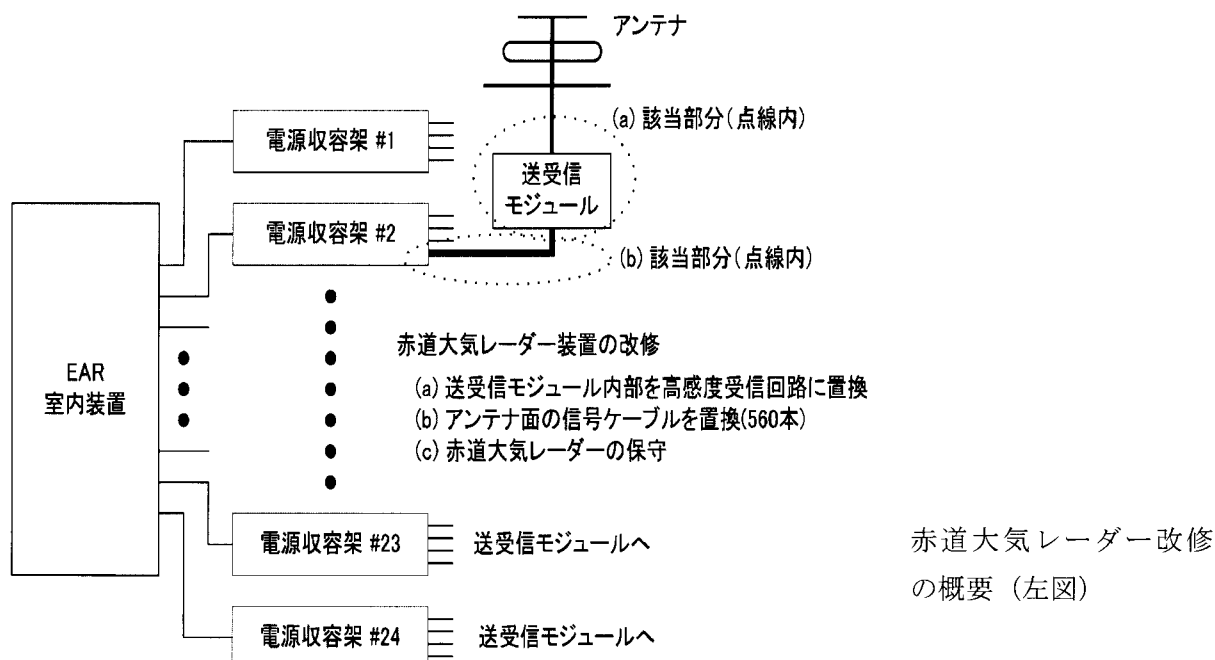 アンテナ
(a) 該当部分(点線内)
電源収容架 #1
送受信
モジュール
電源収容架 #2
(b) 該当部分(点線内)
EAR
室内装置
赤道大気レーダー装置の改修
(a) 送受信モジュール内部を高感度受信回路に置換
(b) アンテナ面の信号ケーブルを置換(560本)
(c) 赤道大気レーダーの保守
電源収容架 #23
送受信モジュールへ
電源収容架 #24
送受信モジュールへ
赤道大気レーダー改修
の概要（左図）